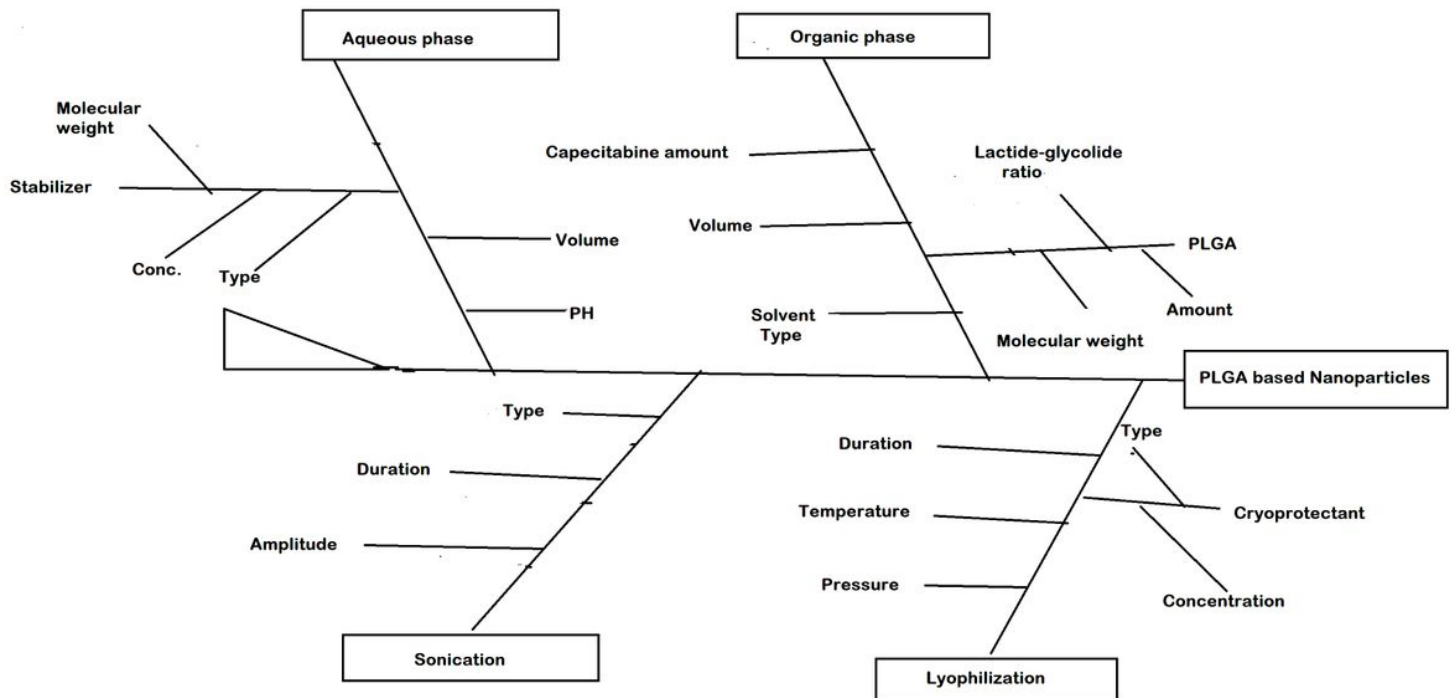 Aqueous phase
Organic phase
Molecular
weight
Stabilizer
Conc.
Type
Volume
PH
Capecitabine amount
Volume
Solvent
Type
Lactide-glycolide
ratio
PLGA
Amount
Molecular weight
PLGA based Nanoparticles
Type
Duration
Amplitude
Sonication
Duration
Temperature
Pressure
Type
Cryoprotectant
Concentration
Lyophilization